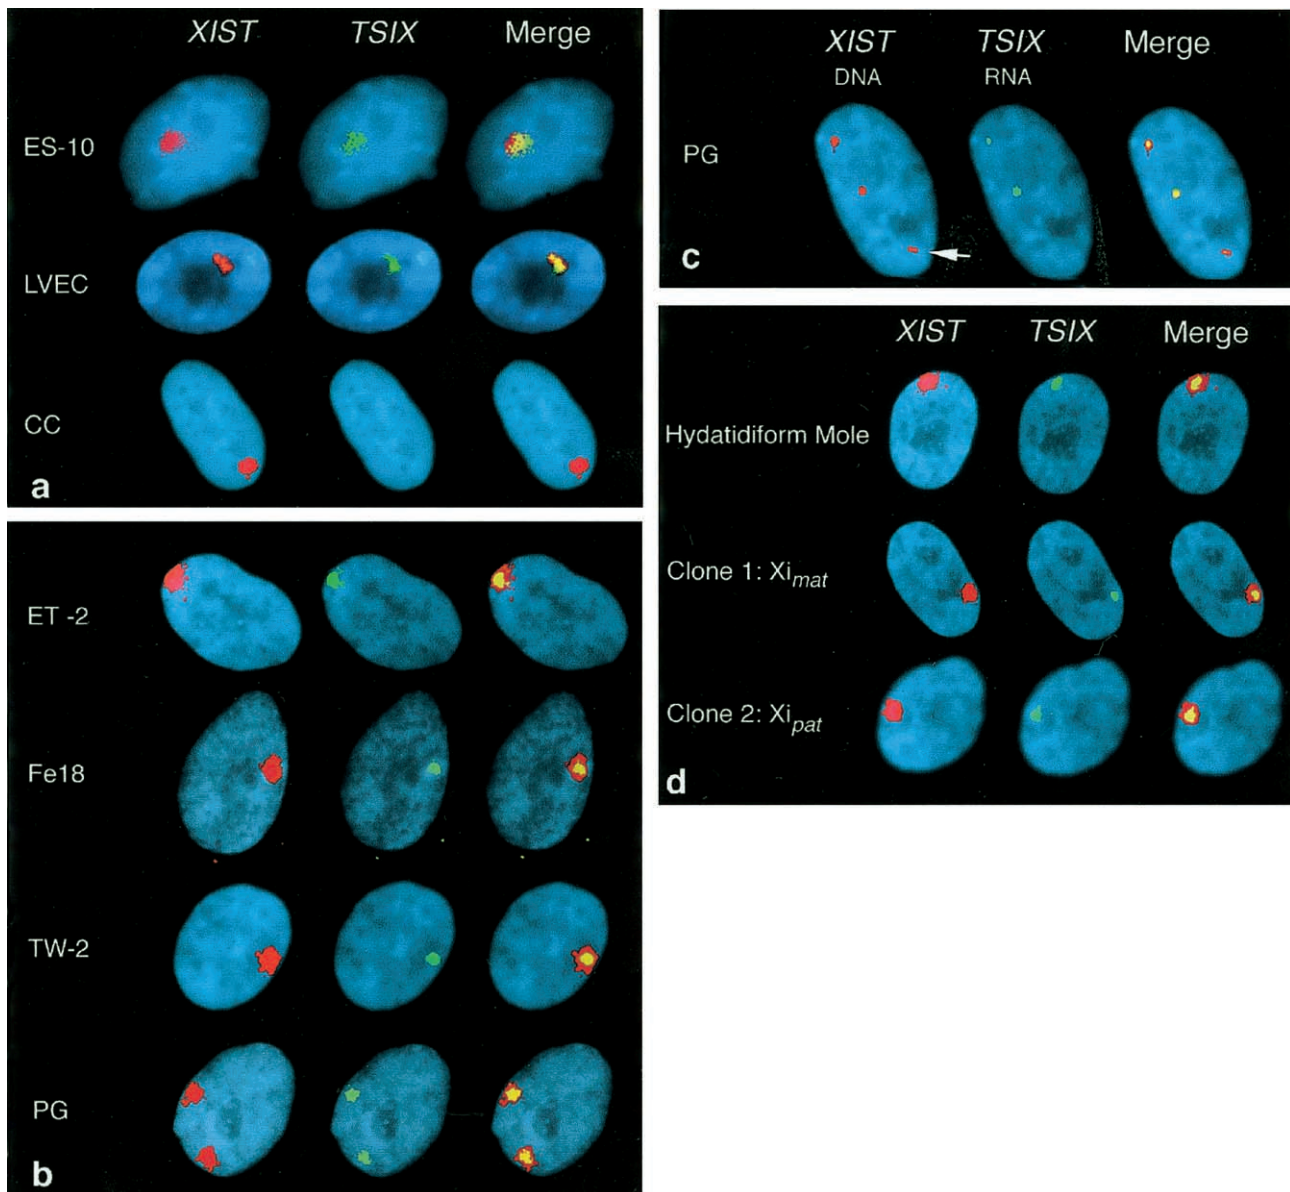 XIST TSIX Merge
ES-10
LVEC
CC
a
ET -2
Fe18
TW-2
PG
b
XIST TSIX Merge
DNA RNA
PG
c
XIST TSIX Merge
Hydatidiform Mole
Clone 1: Ximat
Clone 2: Xipat
d